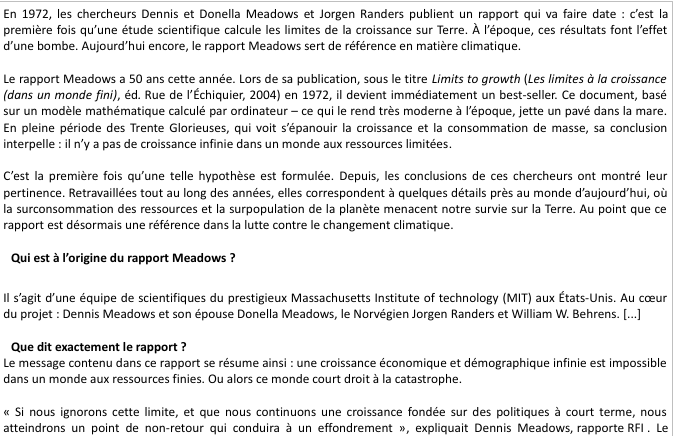 En 1972, les chercheurs Dennis et Donella Meadows et Jorgen Randers publient un rapport qui va faire date : c’est la
première fois qu’une étude scientifique calcule les limites de la croissance sur Terre. À l’époque, ces résultats font l’effet
d’une bombe. Aujourd’hui encore, le rapport Meadows sert de référence en matière climatique.
Le rapport Meadows a 50 ans cette année. Lors de sa publication, sous le titre Limits to growth (Les limites à la croissance
(dans un monde fini), éd. Rue de l’Échiquier, 2004) en 1972, il devient immédiatement un best-seller. Ce document, basé
sur un modèle mathématique calculé par ordinateur – ce qui le rend très moderne à l’époque, jette un pavé dans la mare.
En pleine période des Trente Glorieuses, qui voit s’épanouir la croissance et la consommation de masse, sa conclusion
interpelle : il n’y a pas de croissance infinie dans un monde aux ressources limitées.
C’est la première fois qu’une telle hypothèse est formulée. Depuis, les conclusions de ces chercheurs ont montré leur
pertinence. Retravaillées tout au long des années, elles correspondent à quelques détails près au monde d’aujourd’hui, où
la surconsommation des ressources et la surpopulation de la planète menacent notre survie sur la Terre. Au point que ce
rapport est désormais une référence dans la lutte contre le changement climatique.
Qui est à l’origine du rapport Meadows ?
Il s’agit d’une équipe de scientifiques du prestigieux Massachusetts Institute of technology (MIT) aux États-Unis. Au cœur
du projet : Dennis Meadows et son épouse Donella Meadows, le Norvégien Jorgen Randers et William W. Behrens. [...]
Que dit exactement le rapport ?
Le message contenu dans ce rapport se résume ainsi : une croissance économique et démographique infinie est impossible
dans un monde aux ressources finies. Ou alors ce monde court droit à la catastrophe.
« Si nous ignorons cette limite, et que nous continuons une croissance fondée sur des politiques à court terme, nous
atteindrons un point de non-retour qui conduira à un effondrement », expliquait Dennis Meadows, rapporte RFI . Le